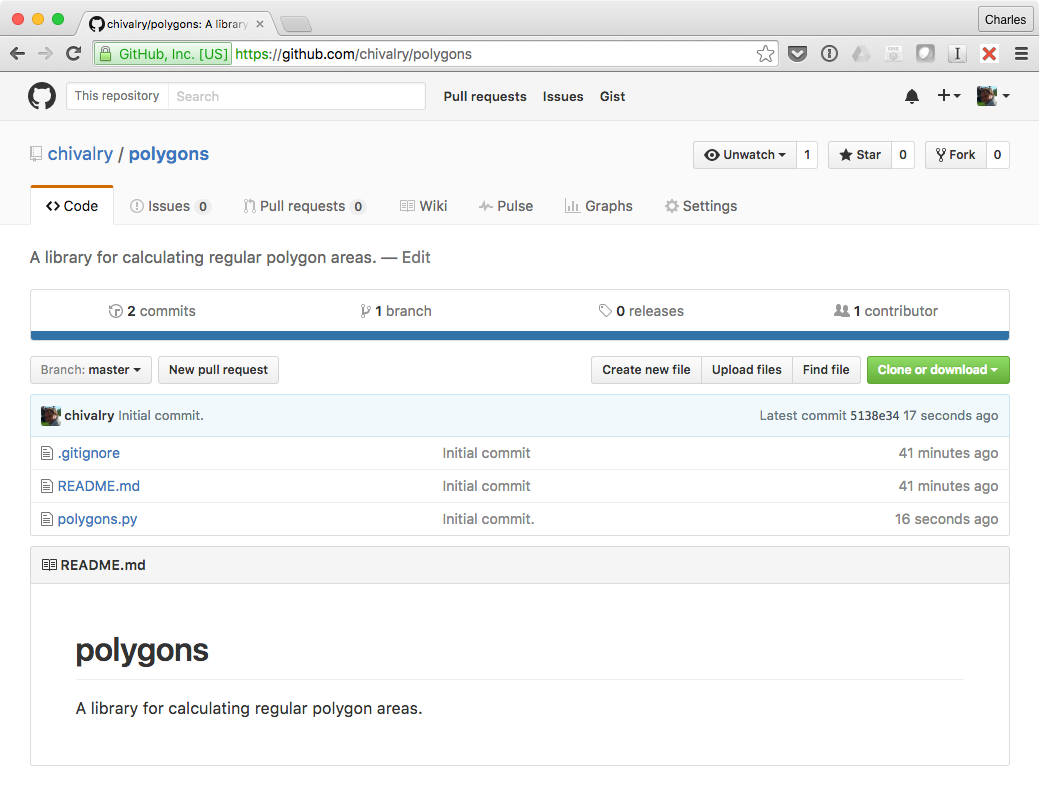 chivalry/polygons: A library
Charles
GitHub, Inc. [US] https://github.com/chivalry/polygons
This repository Search Pull requests Issues Gist
chivalry / polygons Unwatch 1 Star 0 Fork 0
Code Issues 0 Pull requests 0 Wiki Pulse Graphs Settings
A library for calculating regular polygon areas. — Edit
2 commits 1 branch 0 releases 1 contributor
Branch: master New pull request Create new file Upload files Find file Clone or download
chivalry Initial commit. Latest commit 5138e34 17 seconds ago
.gitignore Initial commit 41 minutes ago
README.md Initial commit 41 minutes ago
polygons.py Initial commit. 16 seconds ago
README.md
polygons
A library for calculating regular polygon areas.